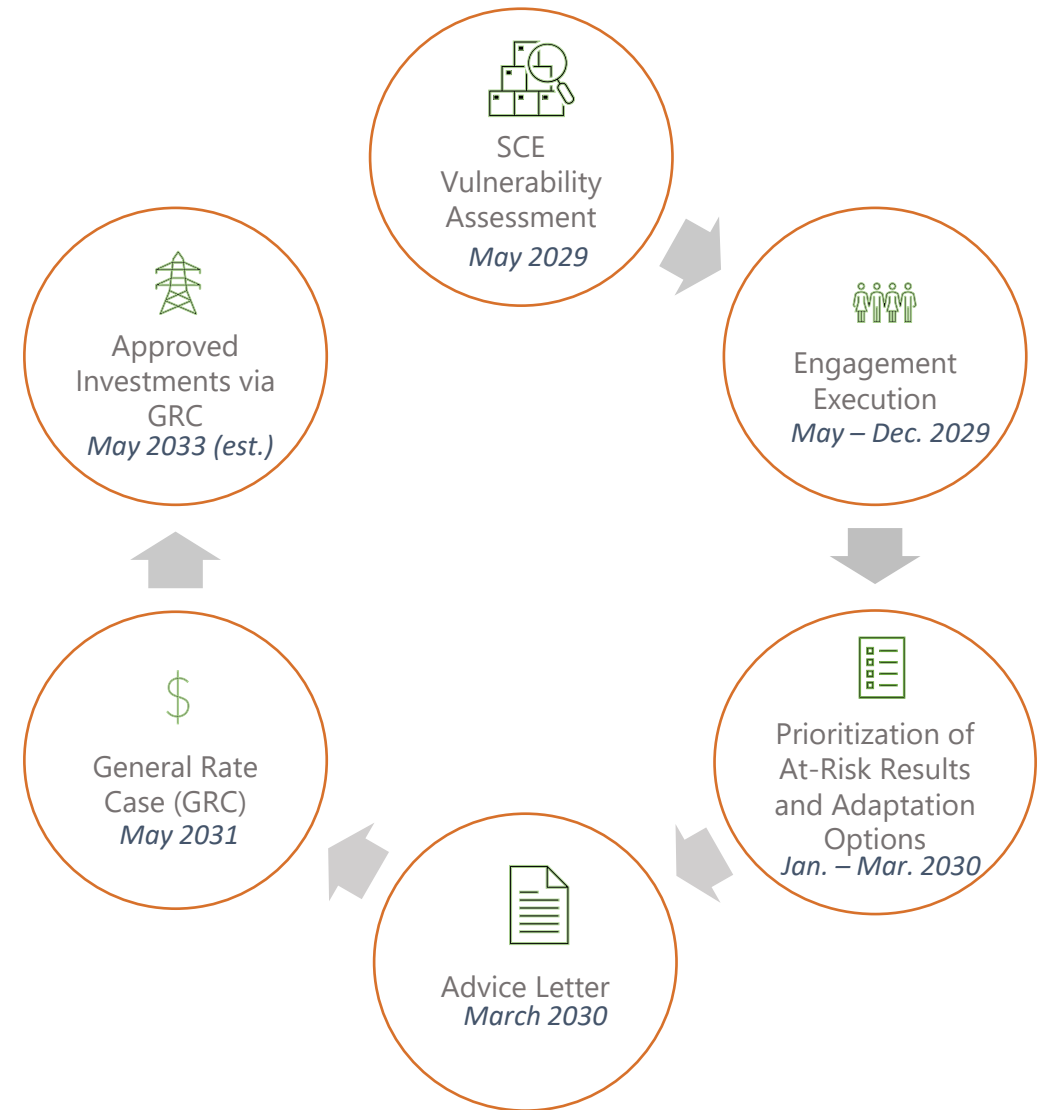 SCE
Vulnerability
Assessment
May 2029
Engagement
Execution
May – Dec. 2029
Prioritization of
At-Risk Results
and Adaptation
Options
Jan. – Mar. 2030
Advice Letter
March 2030
$
General Rate
Case (GRC)
May 2031
Approved
Investments via
GRC
May 2033 (est.)